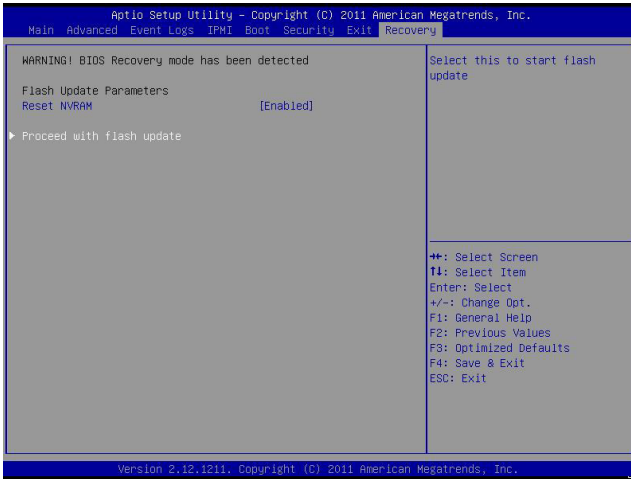 Aptio Setup Utility - Copyright (C) 2011 American Megatrends, Inc.
Main Advanced Event Logs IPMI Boot Security Exit Recovery
WARNING! BIOS Recovery mode has been detected
Flash Update Parameters
Reset NVRAM [Enabled]
▶ Proceed with flash update
Select this to start flash
update
→←: Select Screen
↑↓: Select Item
Enter: Select
+/-: Change Opt.
F1: General Help
F2: Previous Values
F3: Optimized Defaults
F4: Save & Exit
ESC: Exit
Version 2.12.1211. Copyright (C) 2011 American Megatrends, Inc.